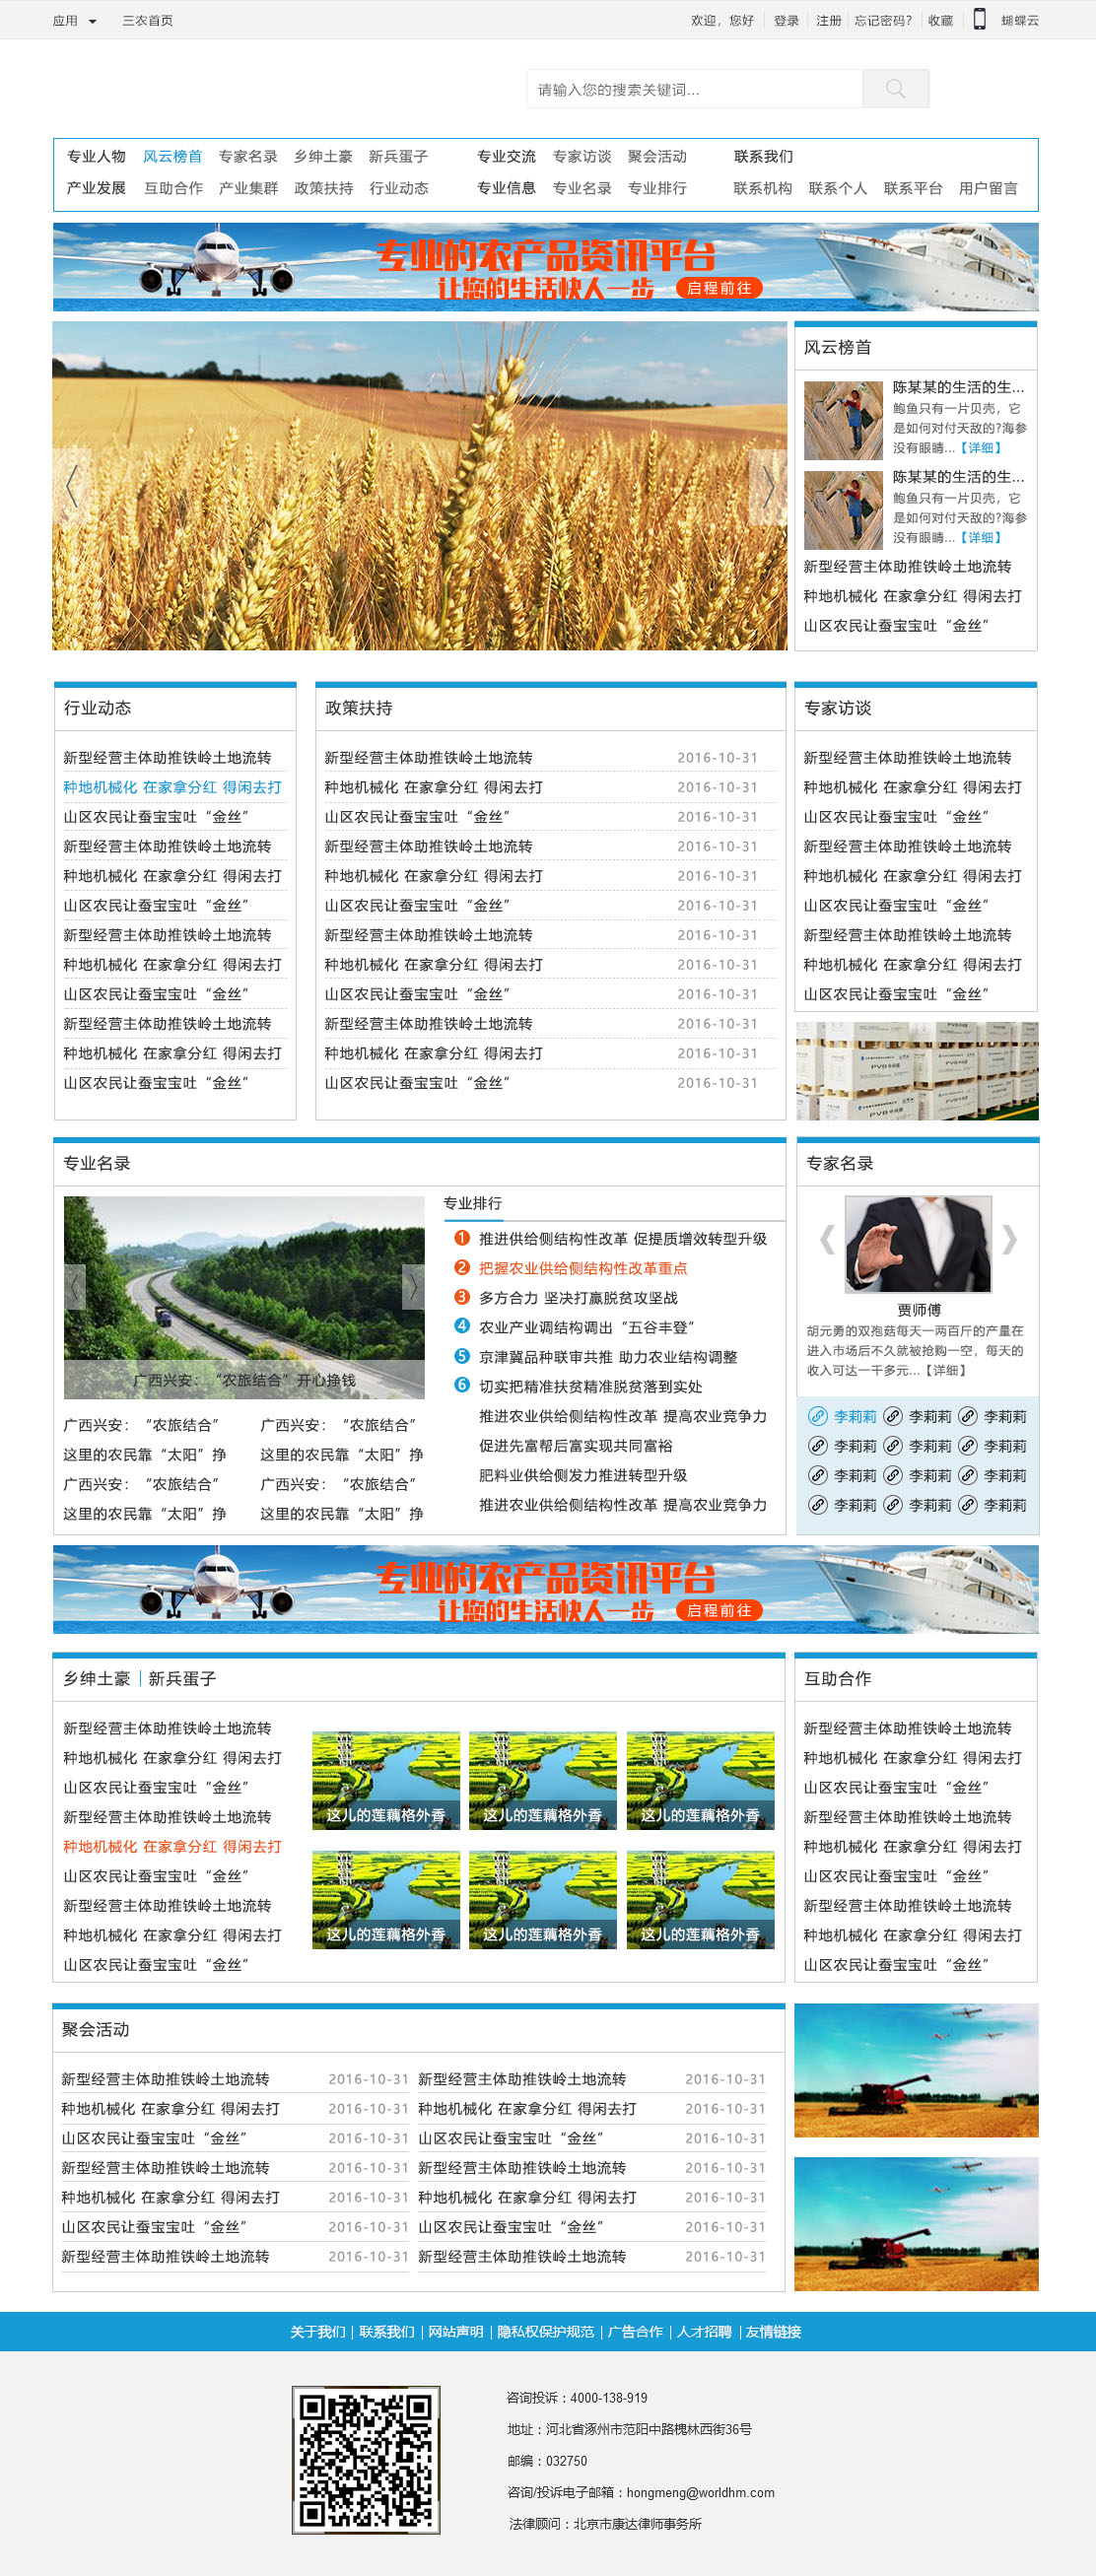 应用 三农首页 欢迎，您好 登录 注册 忘记密码? 收藏 蝴蝶云
请输入您的搜索关键词...
专业人物 风云榜首 专家名录 乡绅土豪 新兵蛋子 专业交流 专家访谈 聚会活动 联系我们
产业发展 互助合作 产业集群 政策扶持 行业动态 专业信息 专业名录 专业排行 联系机构 联系个人 联系平台 用户留言
专业的农产品资讯平台
让您的生活快人一步 启程前往
风云榜首
陈某某的生活的生...
鲍鱼只有一片贝壳，它
是如何对付天敌的?海参
没有眼睛...【详细】
陈某某的生活的生...
鲍鱼只有一片贝壳，它
是如何对付天敌的?海参
没有眼睛...【详细】
新型经营主体助推铁岭土地流转
种地机械化 在家拿分红 得闲去打
山区农民让蚕宝宝吐“金丝”
行业动态
新型经营主体助推铁岭土地流转
种地机械化 在家拿分红 得闲去打
山区农民让蚕宝宝吐“金丝”
新型经营主体助推铁岭土地流转
种地机械化 在家拿分红 得闲去打
山区农民让蚕宝宝吐“金丝”
新型经营主体助推铁岭土地流转
种地机械化 在家拿分红 得闲去打
山区农民让蚕宝宝吐“金丝”
新型经营主体助推铁岭土地流转
种地机械化 在家拿分红 得闲去打
山区农民让蚕宝宝吐“金丝”
政策扶持
新型经营主体助推铁岭土地流转 2016-10-31
种地机械化 在家拿分红 得闲去打 2016-10-31
山区农民让蚕宝宝吐“金丝” 2016-10-31
新型经营主体助推铁岭土地流转 2016-10-31
种地机械化 在家拿分红 得闲去打 2016-10-31
山区农民让蚕宝宝吐“金丝” 2016-10-31
新型经营主体助推铁岭土地流转 2016-10-31
种地机械化 在家拿分红 得闲去打 2016-10-31
山区农民让蚕宝宝吐“金丝” 2016-10-31
新型经营主体助推铁岭土地流转 2016-10-31
种地机械化 在家拿分红 得闲去打 2016-10-31
山区农民让蚕宝宝吐“金丝” 2016-10-31
专家访谈
新型经营主体助推铁岭土地流转
种地机械化 在家拿分红 得闲去打
山区农民让蚕宝宝吐“金丝”
新型经营主体助推铁岭土地流转
种地机械化 在家拿分红 得闲去打
山区农民让蚕宝宝吐“金丝”
新型经营主体助推铁岭土地流转
种地机械化 在家拿分红 得闲去打
山区农民让蚕宝宝吐“金丝”
专业名录
广西兴安：“农旅结合”开心挣钱
广西兴安：“农旅结合” 广西兴安：“农旅结合”
这里的农民靠“太阳”挣 这里的农民靠“太阳”挣
广西兴安：“农旅结合” 广西兴安：“农旅结合”
这里的农民靠“太阳”挣 这里的农民靠“太阳”挣
专业排行
1 推进供给侧结构性改革 促提质增效转型升级
2 把握农业供给侧结构性改革重点
3 多方合力 坚决打赢脱贫攻坚战
4 农业产业调结构调出“五谷丰登”
5 京津冀品种联审共推 助力农业结构调整
6 切实把精准扶贫精准脱贫落到实处
推进农业供给侧结构性改革 提高农业竞争力
促进先富帮后富实现共同富裕
肥料业供给侧发力推进转型升级
推进农业供给侧结构性改革 提高农业竞争力
专家名录
贾师傅
胡元勇的双孢菇每天一两百斤的产量在
进入市场后不久就被抢购一空，每天的
收入可达一千多元...【详细】
李莉莉 李莉莉 李莉莉
李莉莉 李莉莉 李莉莉
李莉莉 李莉莉 李莉莉
李莉莉 李莉莉 李莉莉
专业的农产品资讯平台
让您的生活快人一步 启程前往
乡绅土豪 | 新兵蛋子
新型经营主体助推铁岭土地流转
种地机械化 在家拿分红 得闲去打
山区农民让蚕宝宝吐“金丝”
新型经营主体助推铁岭土地流转
种地机械化 在家拿分红 得闲去打
山区农民让蚕宝宝吐“金丝”
新型经营主体助推铁岭土地流转
种地机械化 在家拿分红 得闲去打
山区农民让蚕宝宝吐“金丝”
这儿的莲藕格外香 这儿的莲藕格外香 这儿的莲藕格外香
这儿的莲藕格外香 这儿的莲藕格外香 这儿的莲藕格外香
互助合作
新型经营主体助推铁岭土地流转
种地机械化 在家拿分红 得闲去打
山区农民让蚕宝宝吐“金丝”
新型经营主体助推铁岭土地流转
种地机械化 在家拿分红 得闲去打
山区农民让蚕宝宝吐“金丝”
新型经营主体助推铁岭土地流转
种地机械化 在家拿分红 得闲去打
山区农民让蚕宝宝吐“金丝”
聚会活动
新型经营主体助推铁岭土地流转 2016-10-31 新型经营主体助推铁岭土地流转 2016-10-31
种地机械化 在家拿分红 得闲去打 2016-10-31 种地机械化 在家拿分红 得闲去打 2016-10-31
山区农民让蚕宝宝吐“金丝” 2016-10-31 山区农民让蚕宝宝吐“金丝” 2016-10-31
新型经营主体助推铁岭土地流转 2016-10-31 新型经营主体助推铁岭土地流转 2016-10-31
种地机械化 在家拿分红 得闲去打 2016-10-31 种地机械化 在家拿分红 得闲去打 2016-10-31
山区农民让蚕宝宝吐“金丝” 2016-10-31 山区农民让蚕宝宝吐“金丝” 2016-10-31
新型经营主体助推铁岭土地流转 2016-10-31 新型经营主体助推铁岭土地流转 2016-10-31
关于我们 | 联系我们 | 网站声明 | 隐私权保护规范 | 广告合作 | 人才招聘 | 友情链接
咨询投诉：4000-138-919
地址：河北省涿州市范阳中路槐林西街36号
邮编：032750
咨询/投诉电子邮箱：hongmeng@worldhm.com
法律顾问：北京市康达律师事务所